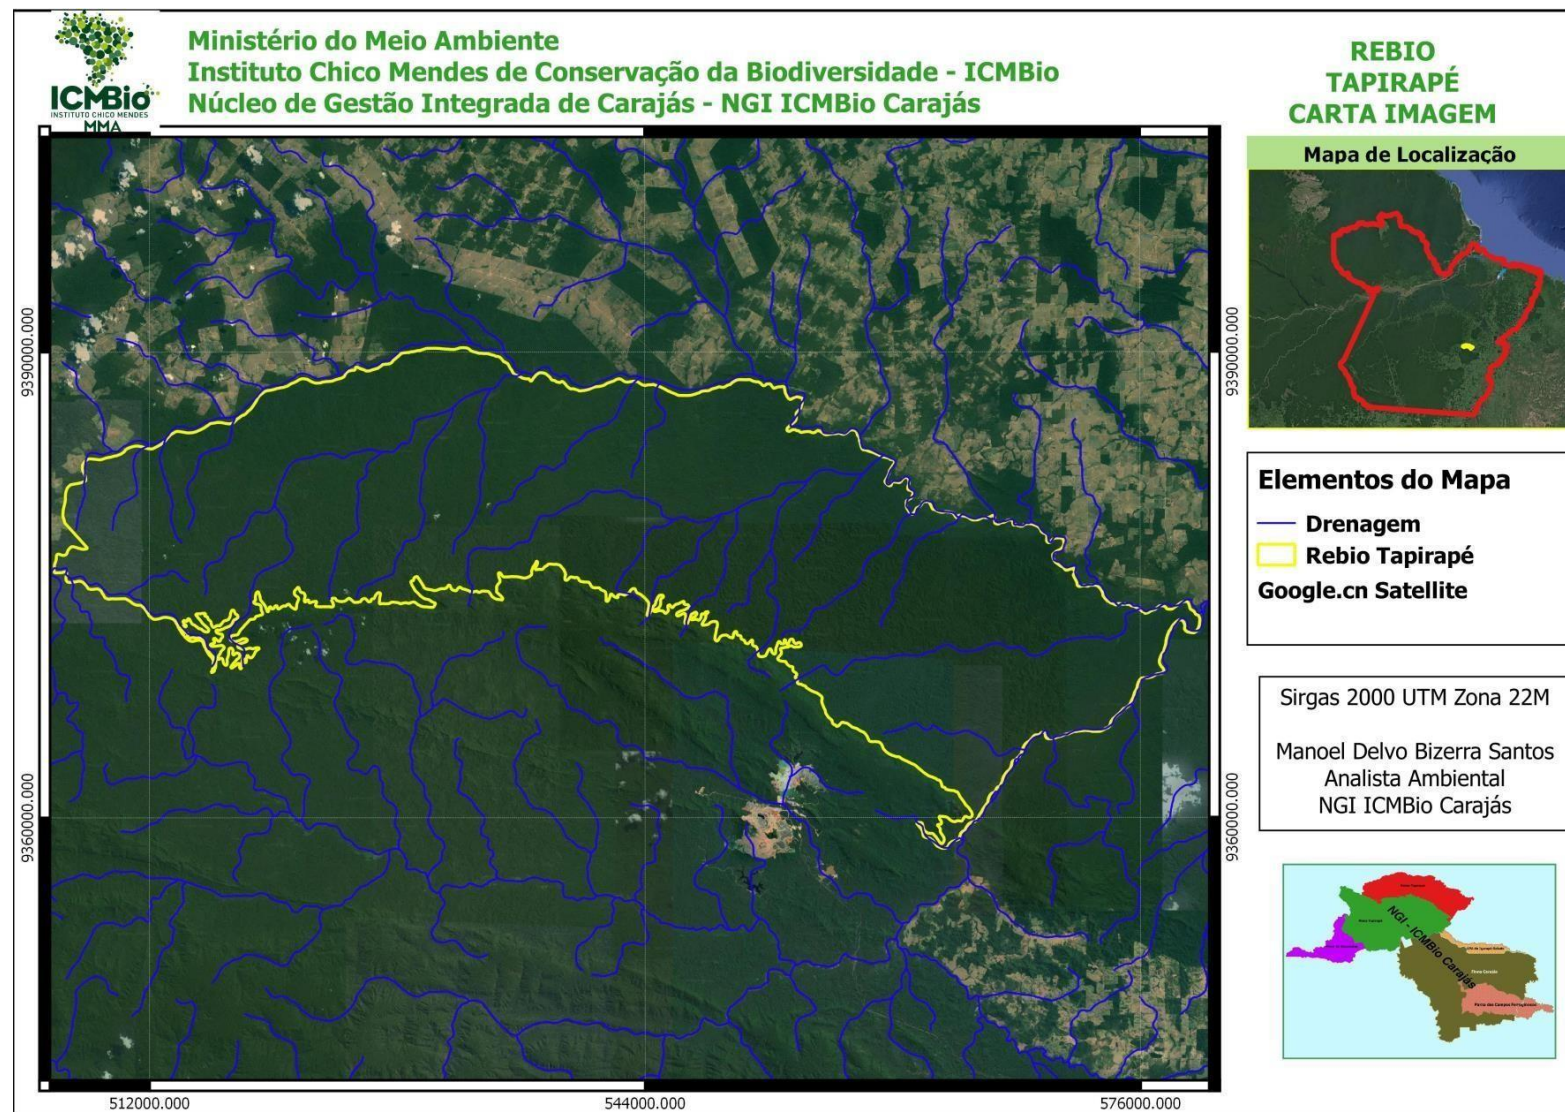 ICMBio
INSTITUTO CHICO MENDES
MMA
Ministério do Meio Ambiente
Instituto Chico Mendes de Conservação da Biodiversidade - ICMBio
Núcleo de Gestão Integrada de Carajás - NGI ICMBio Carajás
REBIO
TAPIRAPÉ
CARTA IMAGEM
Mapa de Localização
9390000.000
9390000.000
Elementos do Mapa
Drenagem
Rebio Tapirapé
Google.cn Satellite
Sirgas 2000 UTM Zona 22M
Manoel Delvo Bizerra Santos
Analista Ambiental
NGI ICMBio Carajás
9360000.000
9360000.000
NGI - ICMBio Carajás
512000.000
544000.000
576000.000